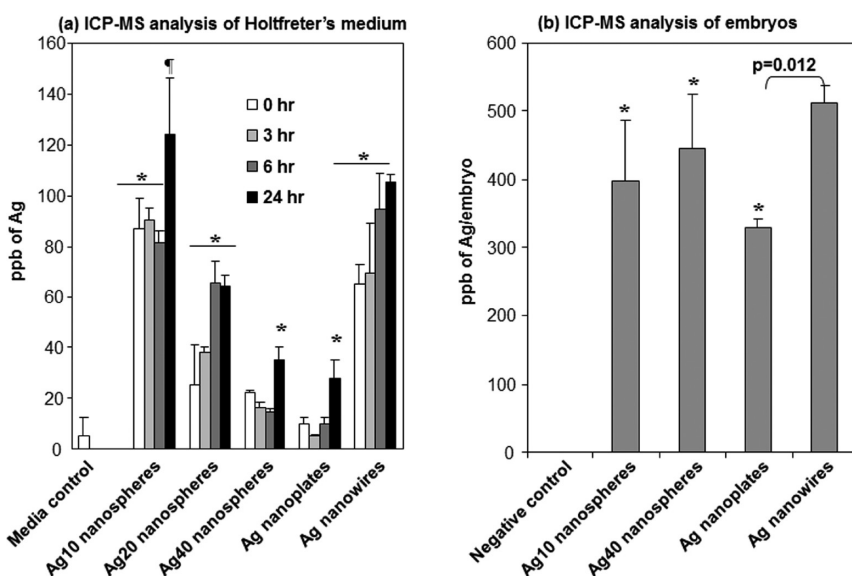 (a) ICP-MS analysis of Holtfreter’s medium
ppb of Ag
160
140
120
100
80
60
40
20
0
¶
*
*
*
*
*
0 hr
3 hr
6 hr
24 hr
Media control
Ag10 nanospheres
Ag20 nanospheres
Ag40 nanospheres
Ag nanoplates
Ag nanowires
(b) ICP-MS analysis of embryos
ppb of Ag/embryo
600
500
400
300
200
100
0
*
*
*
p=0.012
Negative control
Ag10 nanospheres
Ag40 nanospheres
Ag nanoplates
Ag nanowires